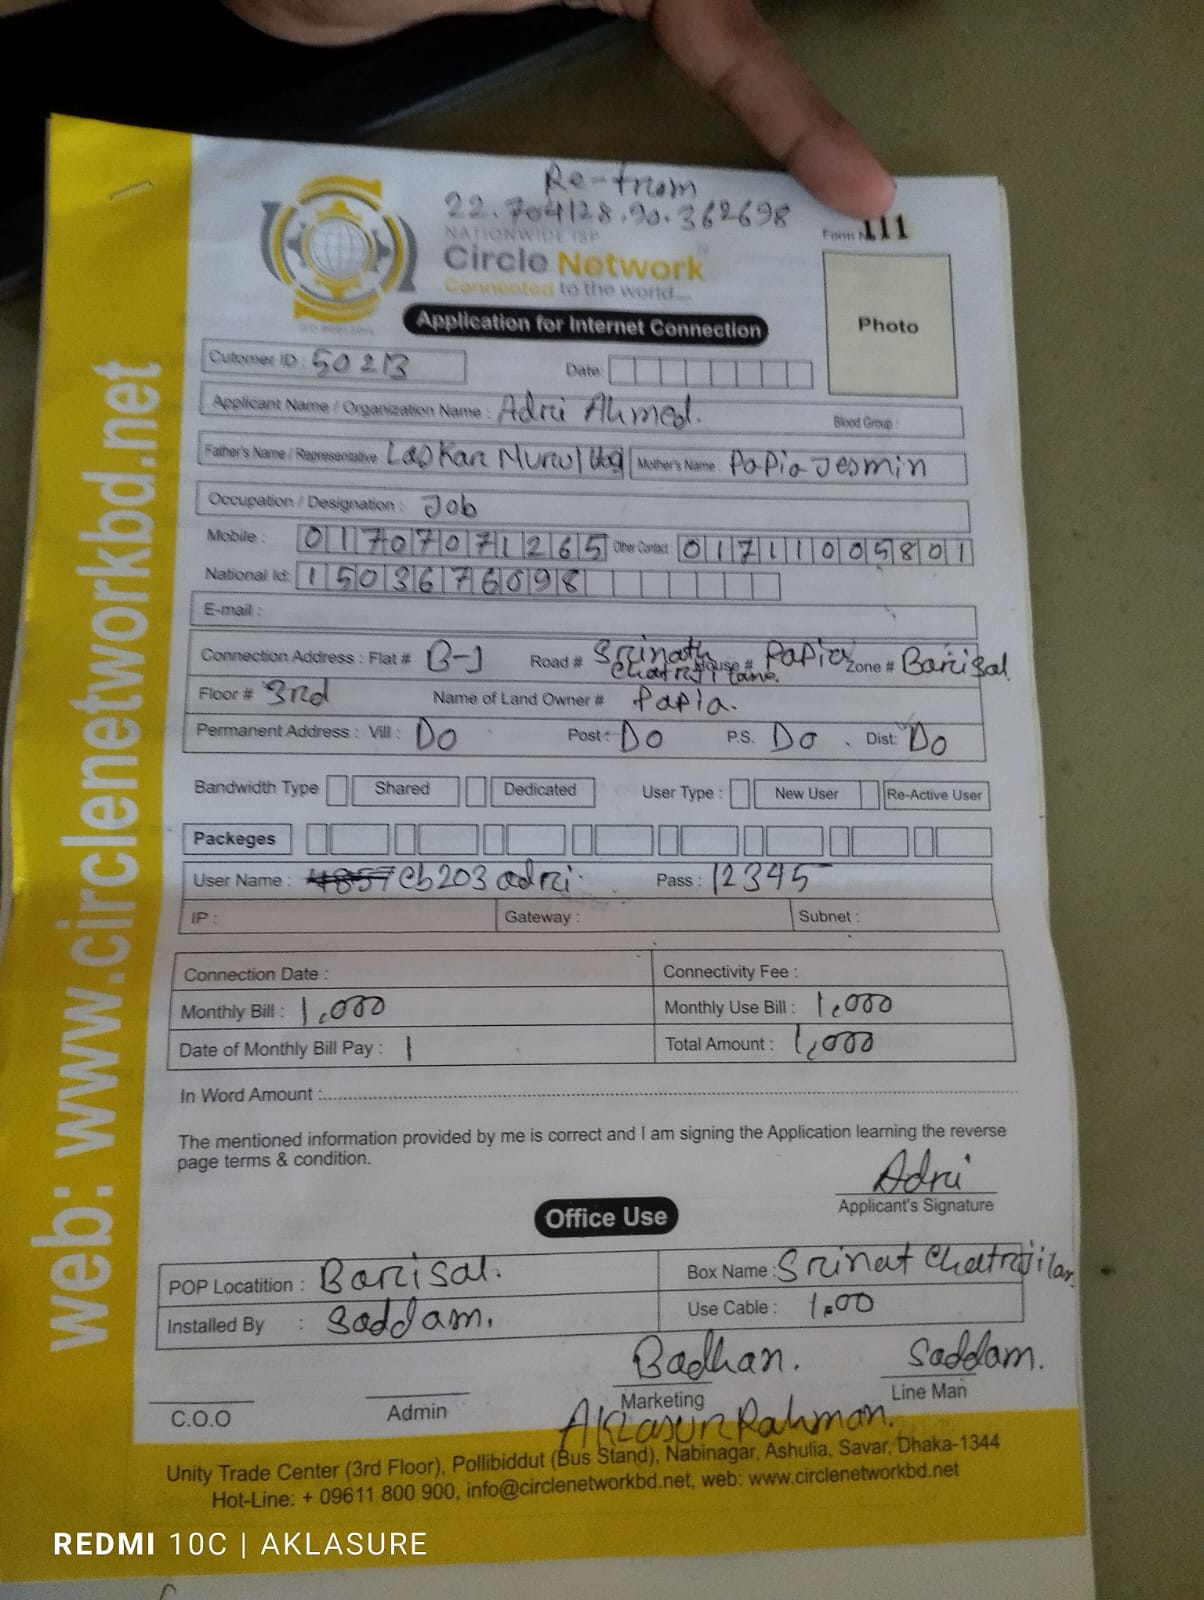 Re-from
22.704128.90.362698
Form No 111
NATIONWIDE ISP
Circle Network
Connected to the world....
Photo
Application for Internet Connection
Cutomer ID : 50213
Date
Applicant Name / Organization Name : Adri Ahmed.
Blood Group :
Father's Name / Representative Mother's Name : Papia Jesmin
Occupation / Designation : Job
Mobile : 01707071265 Other Contact 01711005801
National Id: 1503676098
E-mail :
Connection Address : Flat # B-1 Road # Srinath Chatrji Lane. House # Papia Zone # Barisal
Floor # 3rd Name of Land Owner # Papia.
Permanent Address : Vill : Do Post : Do P.S. Do . Dist: Do
Bandwidth Type Shared Dedicated User Type : New User Re-Active User
Packeges
User Name : cb203 adri. Pass : 12345
IP : Gateway : Subnet :
Connection Date : Connectivity Fee :
Monthly Bill : 1,000 Monthly Use Bill : 1,000
Date of Monthly Bill Pay : 1 Total Amount : 1,000
In Word Amount :
The mentioned information provided by me is correct and I am signing the Application learning the reverse
page terms & condition.
Adri
Applicant's Signature
Office Use
POP Locatition : Barisal. Box Name : Srinat Chatrji lan
Installed By : Saddam. Use Cable : 1.00
Badhan. Saddam.
C.O.O Admin Marketing Line Man
Aklasur Rahman.
Unity Trade Center (3rd Floor), Pollibiddut (Bus Stand), Nabinagar, Ashulia, Savar, Dhaka-1344
Hot-Line: + 09611 800 900, info@circlenetworkbd.net, web: www.circlenetworkbd.net
web: www.circlenetworkbd.net
REDMI 10C | AKLASURE